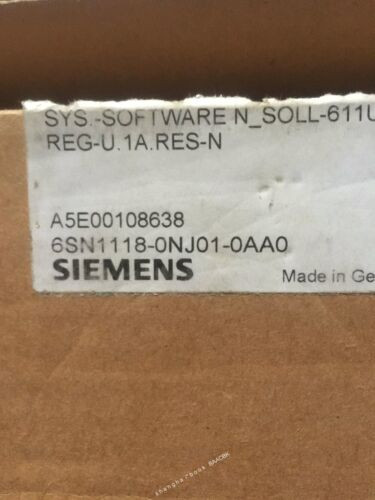 SYS.-SOFTWARE N_SOLL-611U
REG-U.1A.RES-N
A5E00108638
6SN1118-0NJ01-0AA0
SIEMENS
Made in Ge